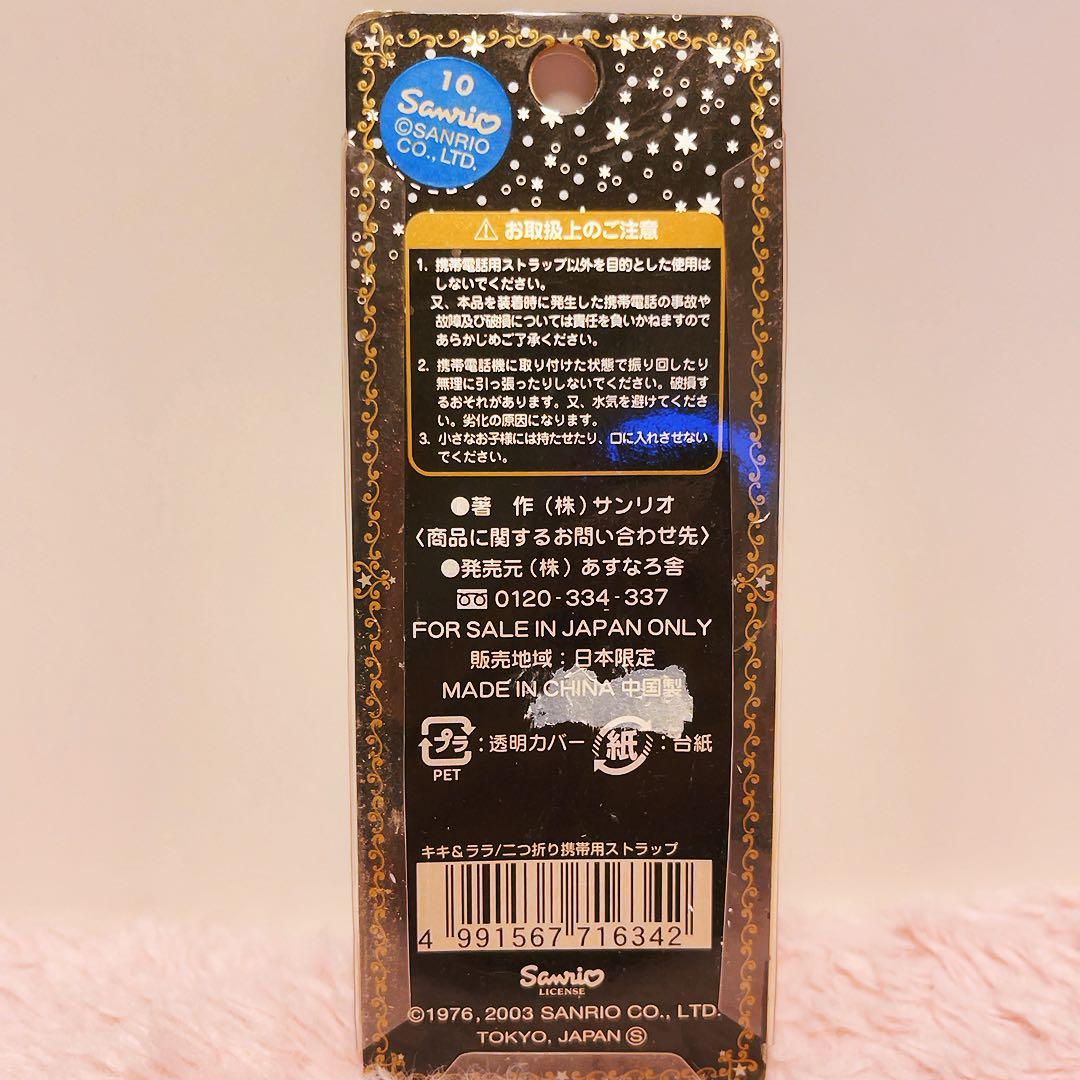 10
Sanrio
©SANRIO
CO., LTD.
⚠ お取扱上のご注意
1. 携帯電話用ストラップ以外を目的とした使用は
しないでください。
又、本品を装着時に発生した携帯電話の事故や
故障及び破損については責任を負いかねますので
あらかじめご了承ください。
2. 携帯電話機に取り付けた状態で振り回したり
無理に引っ張ったりしないでください。破損す
るおそれがあります。又、水気を避けてくださ
い。劣化の原因になります。
3. 小さなお子様には持たせたり、口に入れさせない
でください。
●著 作(株)サンリオ
〈商品に関するお問い合わせ先〉
●発売元(株)あすなろ舎
0120-334-337
FOR SALE IN JAPAN ONLY
販売地域:日本限定
MADE IN CHINA 中国製
プラ:透明カバー 紙:台紙
PET
キキ&ララ/二つ折り携帯用ストラップ
4 991567 716342
Sanrio
LICENSE
©1976, 2003 SANRIO CO., LTD.
TOKYO, JAPAN Ⓢ